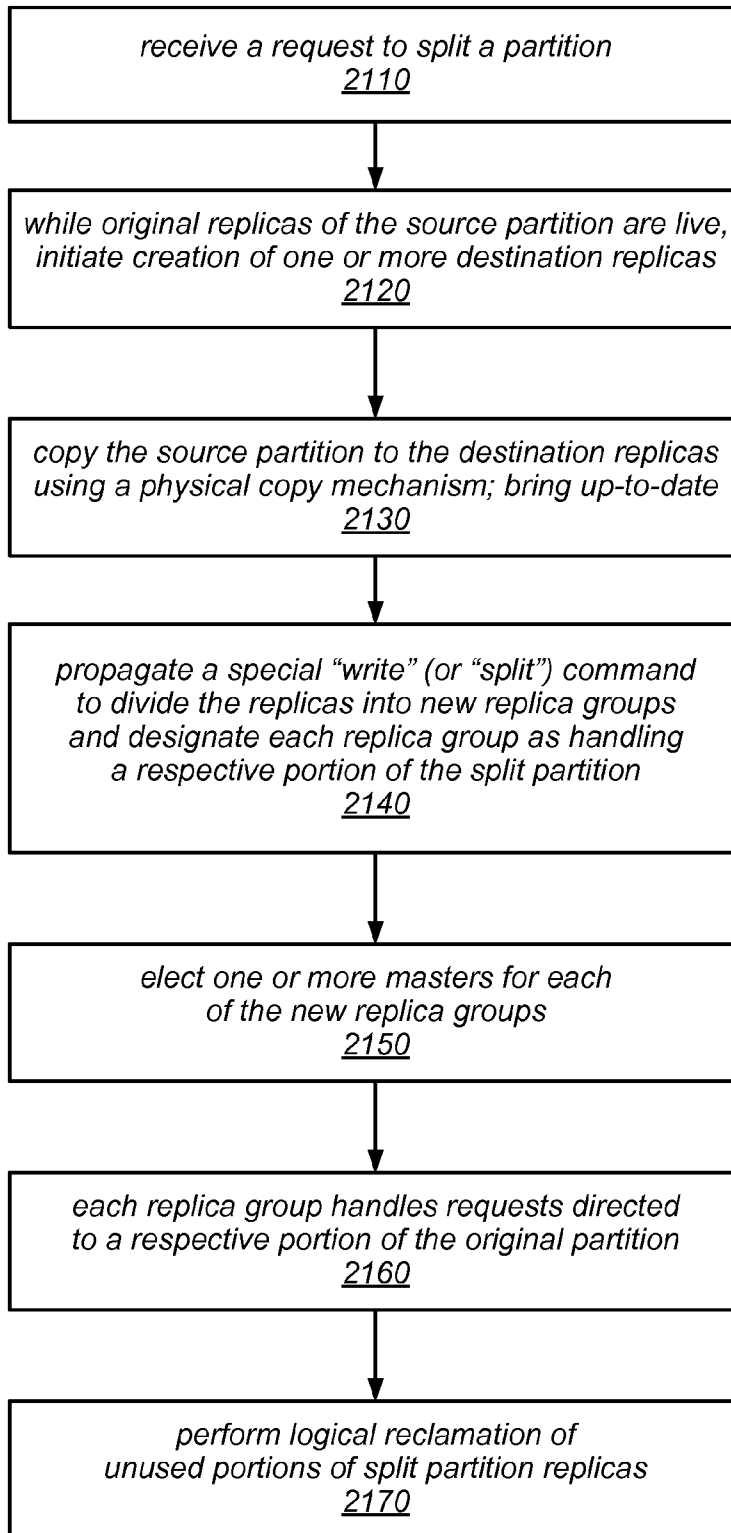 receive a request to split a partition
2110
while original replicas of the source partition are live,
initiate creation of one or more destination replicas
2120
copy the source partition to the destination replicas
using a physical copy mechanism; bring up-to-date
2130
propagate a special “write” (or “split”) command
to divide the replicas into new replica groups
and designate each replica group as handling
a respective portion of the split partition
2140
elect one or more masters for each
of the new replica groups
2150
each replica group handles requests directed
to a respective portion of the original partition
2160
perform logical reclamation of
unused portions of split partition replicas
2170